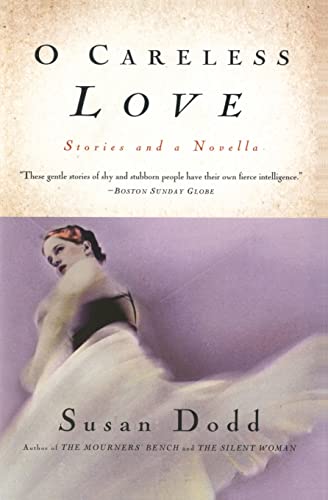 O CARELESS
LOVE
Stories and a Novella
"These gentle stories of shy and stubborn people have their own fierce intelligence."
—BOSTON SUNDAY GLOBE
Susan Dodd
Author of THE MOURNERS' BENCH and THE SILENT WOMAN